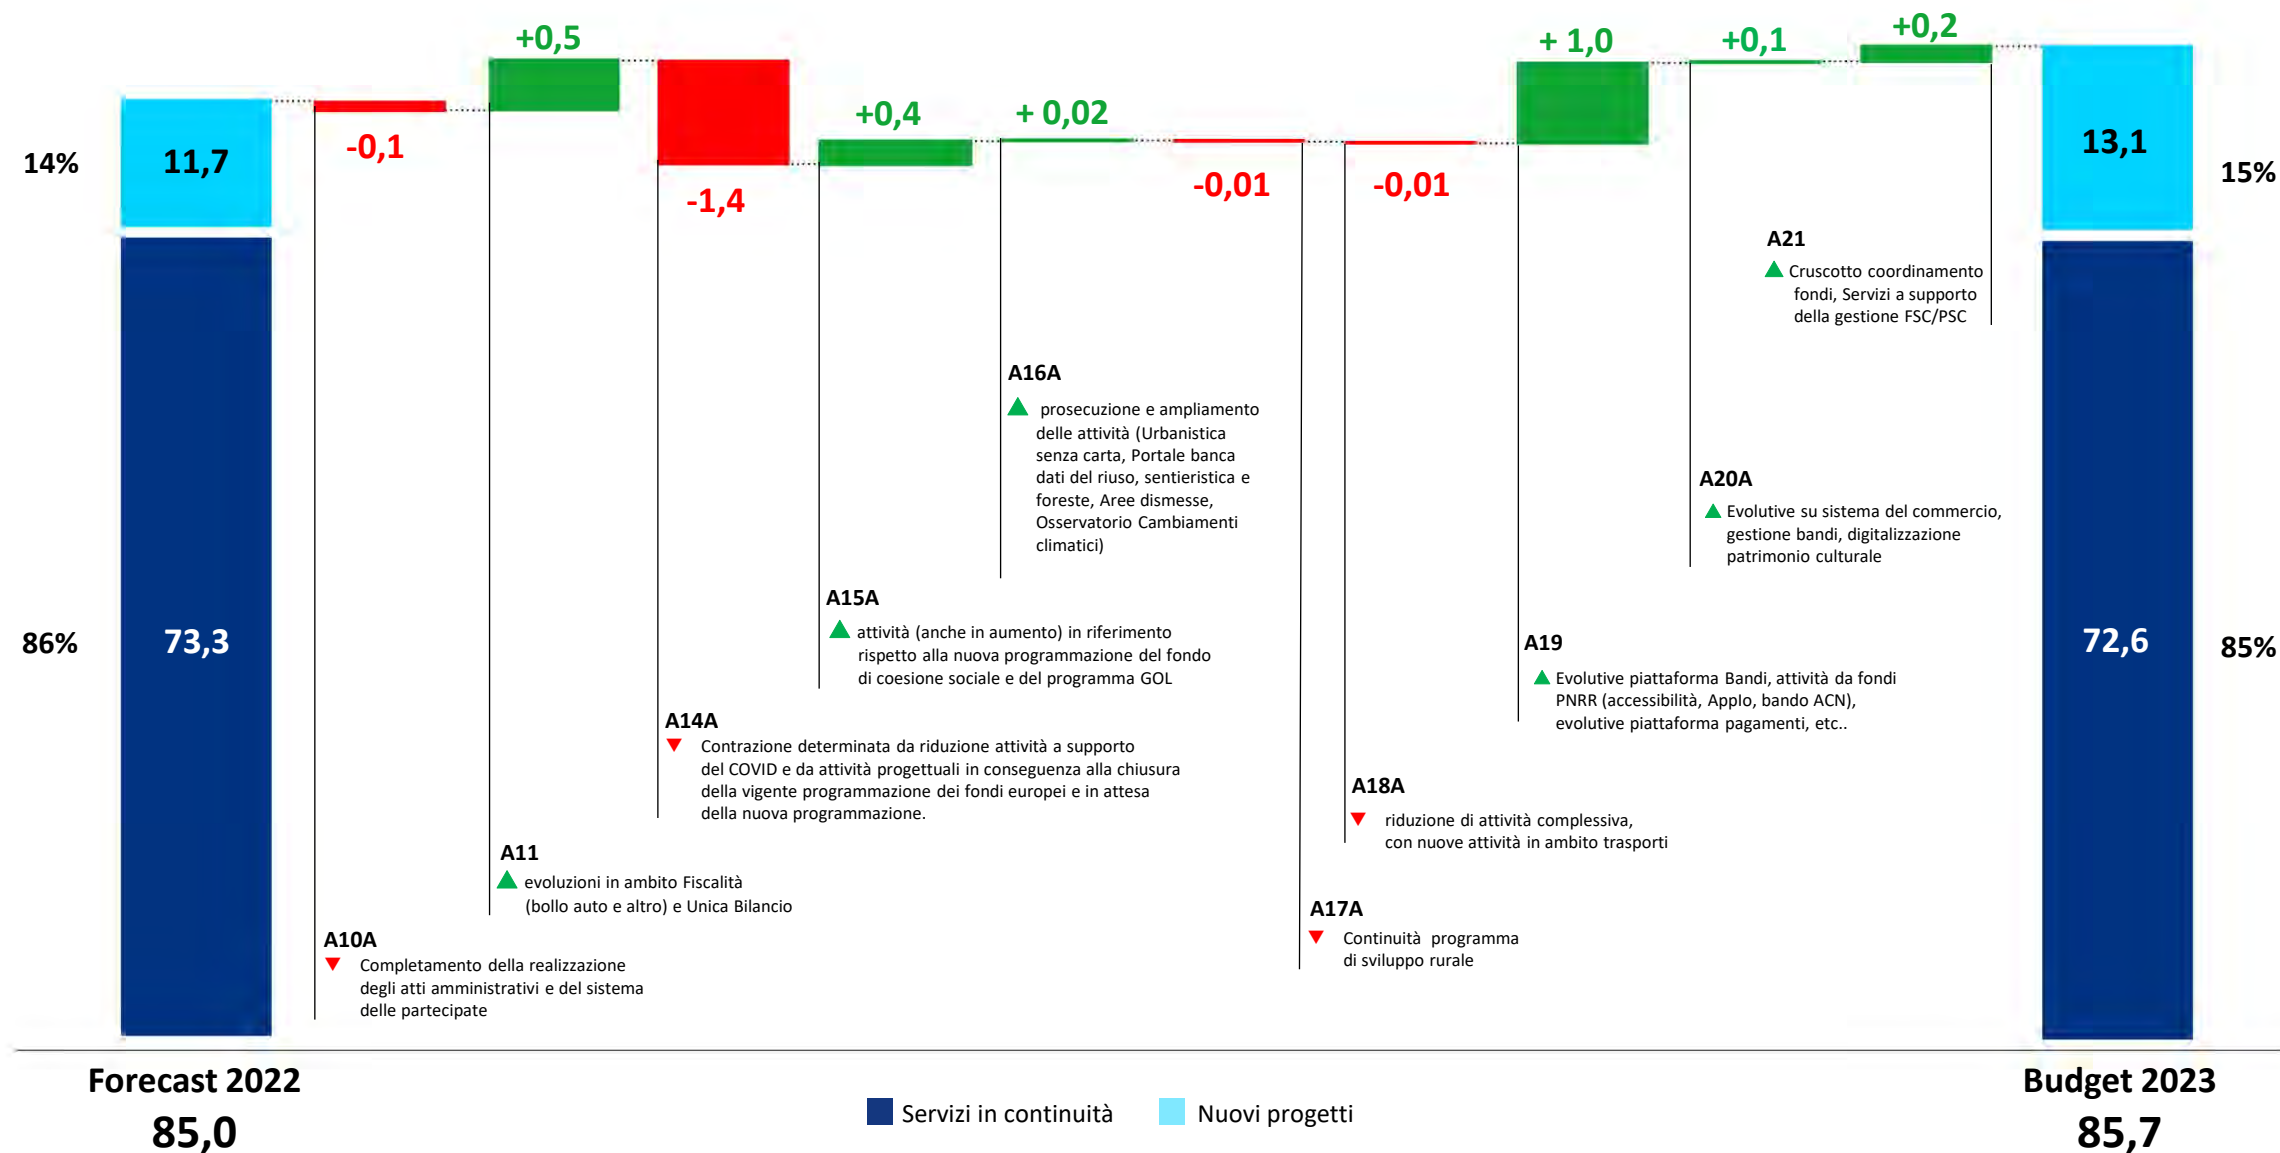 +0,5
+ 1,0
+0,1
+0,2
14%
11,7
-0,1
-1,4
+0,4
+ 0,02
-0,01
-0,01
13,1
15%
A21
Cruscotto coordinamento
fondi, Servizi a supporto
della gestione FSC/PSC
A16A
prosecuzione e ampliamento
delle attività (Urbanistica
senza carta, Portale banca
dati del riuso, sentieristica e
foreste, Aree dismesse,
Osservatorio Cambiamenti
climatici)
A20A
Evolutive su sistema del commercio,
gestione bandi, digitalizzazione
patrimonio culturale
A15A
attività (anche in aumento) in riferimento
rispetto alla nuova programmazione del fondo
di coesione sociale e del programma GOL
86%
73,3
A19
Evolutive piattaforma Bandi, attività da fondi
PNRR (accessibilità, AppIo, bando ACN),
evolutive piattaforma pagamenti, etc..
72,6
85%
A14A
Contrazione determinata da riduzione attività a supporto
del COVID e da attività progettuali in conseguenza alla chiusura
della vigente programmazione dei fondi europei e in attesa
della nuova programmazione.
A18A
riduzione di attività complessiva,
con nuove attività in ambito trasporti
A11
evoluzioni in ambito Fiscalità
(bollo auto e altro) e Unica Bilancio
A17A
Continuità programma
di sviluppo rurale
A10A
Completamento della realizzazione
degli atti amministrativi e del sistema
delle partecipate
Forecast 2022
85,0
Servizi in continuità
Nuovi progetti
Budget 2023
85,7